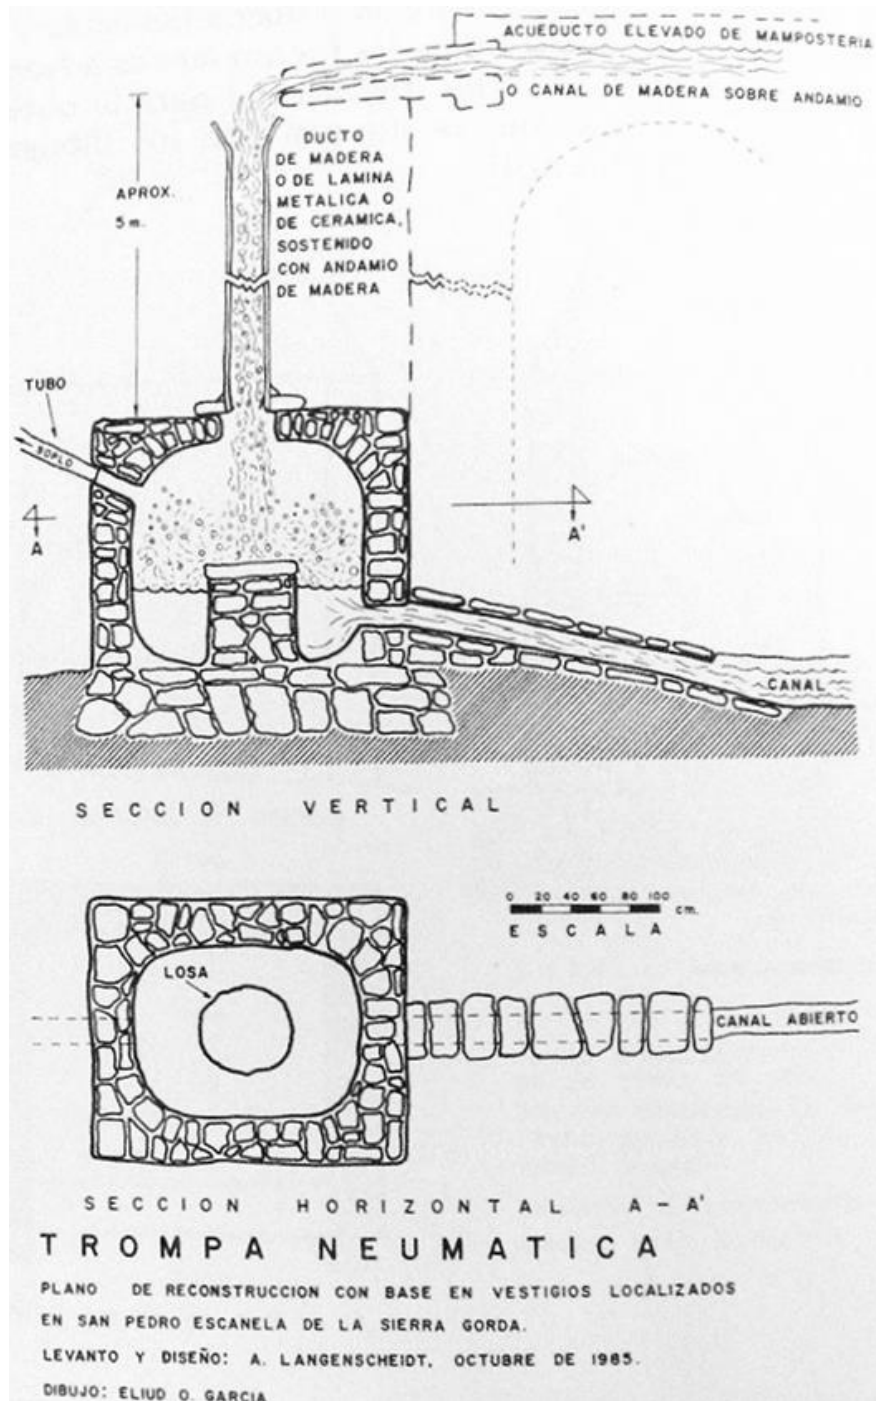 ACUEDUCTO ELEVADO DE MAMPOSTERIA
O CANAL DE MADERA SOBRE ANDAMIO
DUCTO
DE MADERA
O DE LAMINA
METALICA O
DE CERAMICA,
SOSTENIDO
CON ANDAMIO
DE MADERA
APROX.
5 m.
TUBO
SOPLO
A
A'
CANAL
SECCION VERTICAL
0 20 40 60 80 100
cm.
ESCALA
LOSA
CANAL ABIERTO
SECCION HORIZONTAL A - A'
TROMPA NEUMATICA
PLANO DE RECONSTRUCCION CON BASE EN VESTIGIOS LOCALIZADOS
EN SAN PEDRO ESCANELA DE LA SIERRA GORDA.
LEVANTO Y DISEÑO: A. LANGENSCHEIDT, OCTUBRE DE 1985.
DIBUJO: ELIUD O. GARCIA